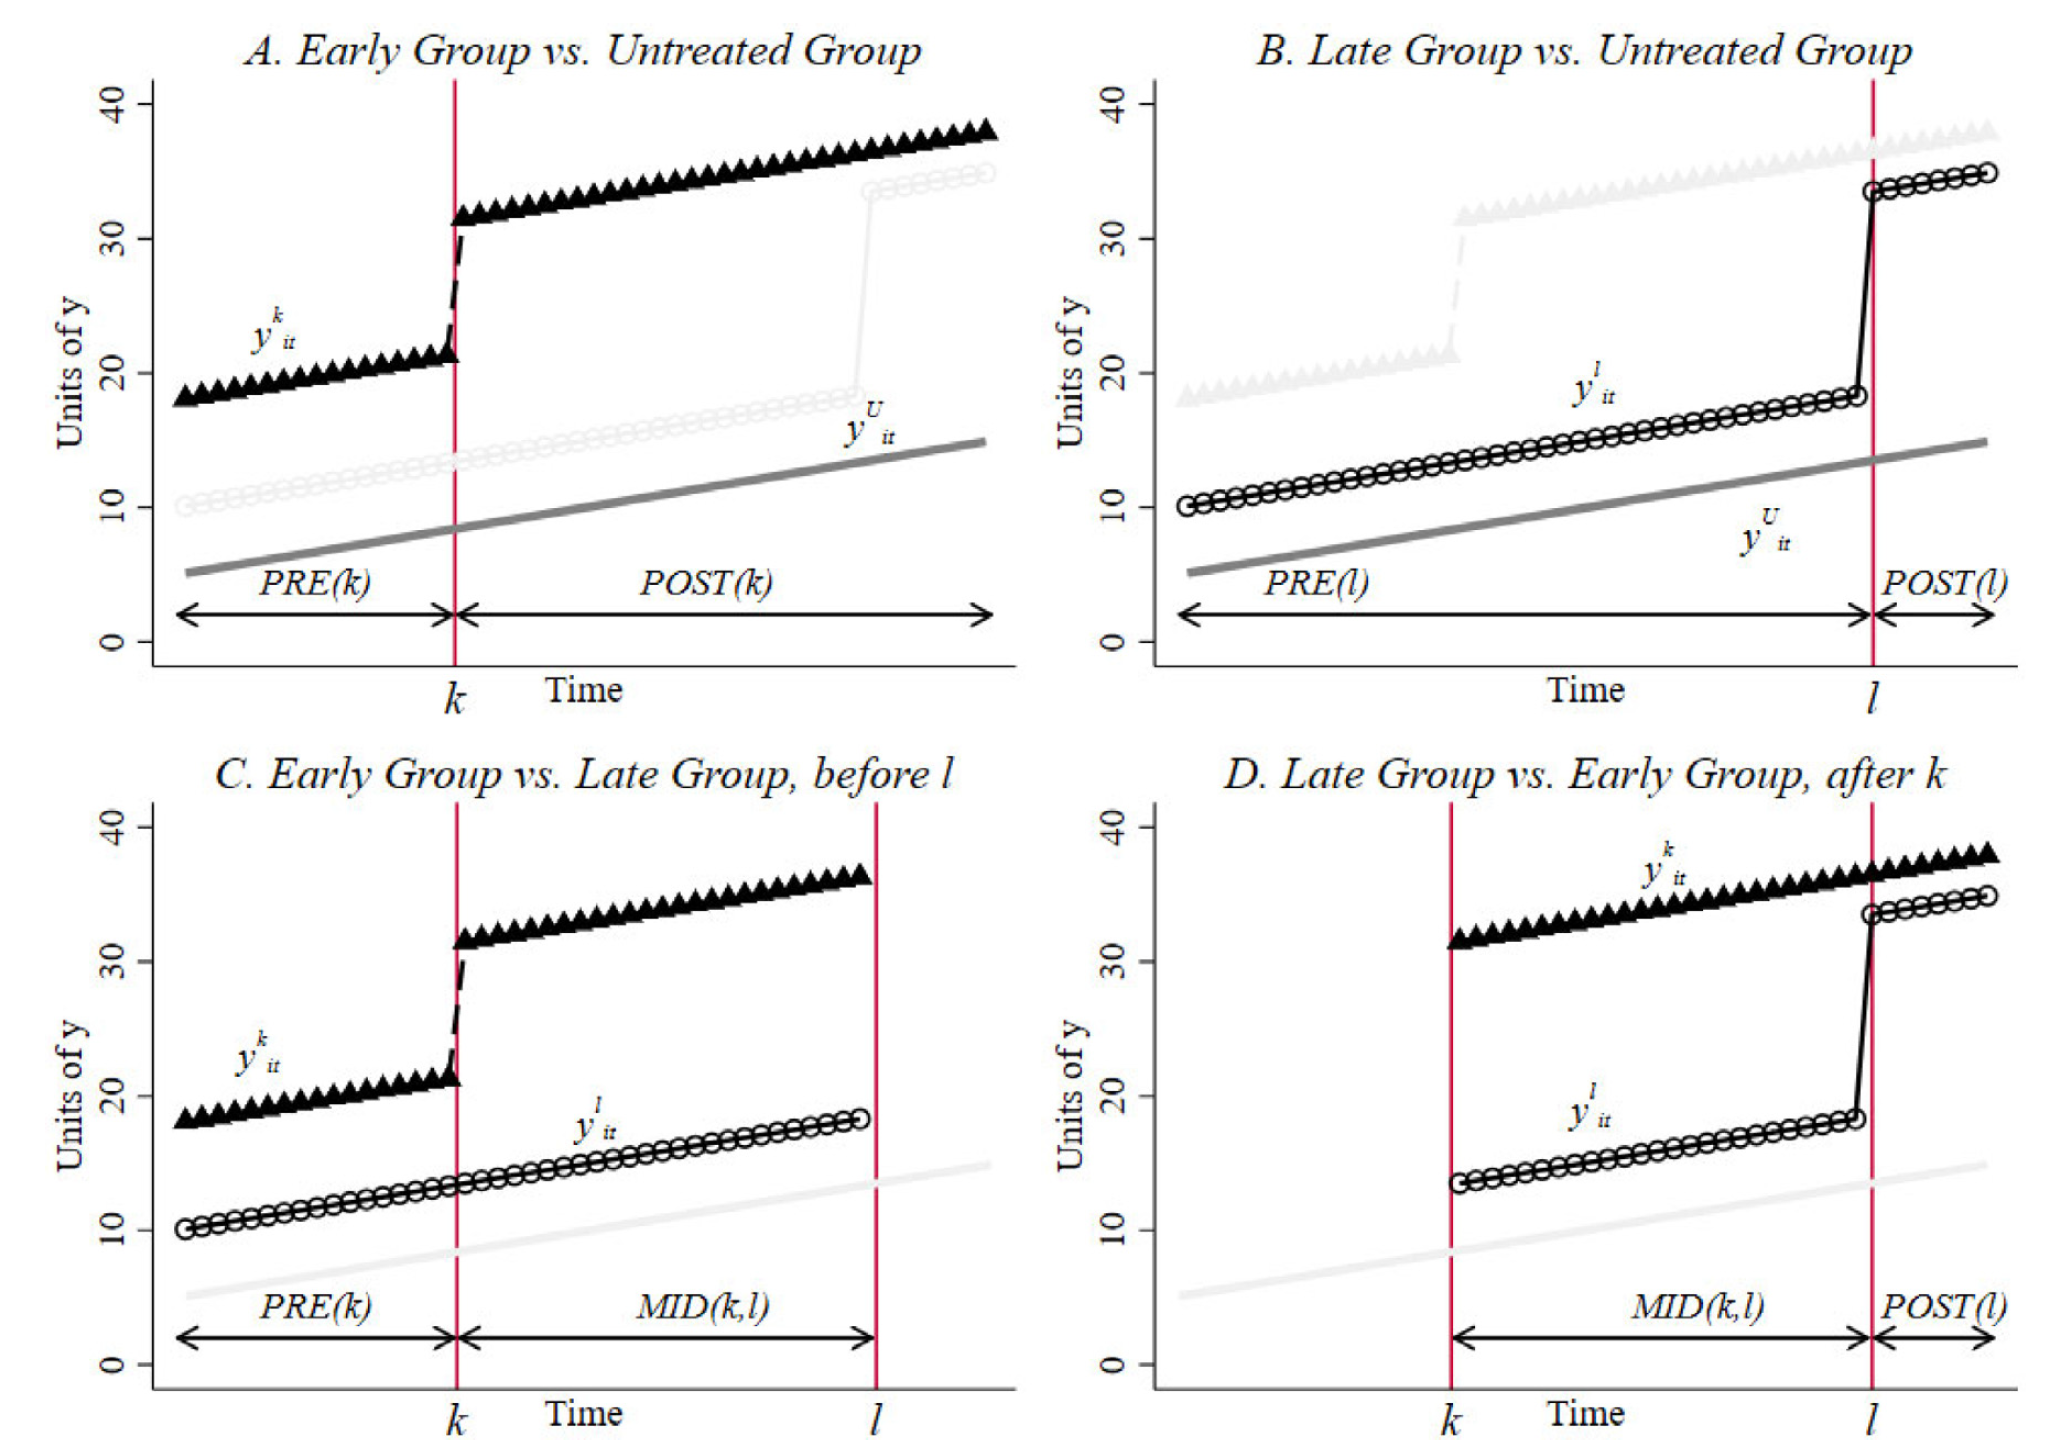 A. Early Group vs. Untreated Group
Units of y
40
30
20
10
0
y^k_it
y^U_it
PRE(k)
POST(k)
k
Time
B. Late Group vs. Untreated Group
Units of y
40
30
20
10
0
y^l_it
y^U_it
PRE(l)
POST(l)
Time
l
C. Early Group vs. Late Group, before l
Units of y
40
30
20
10
0
y^k_it
y^l_it
PRE(k)
MID(k,l)
k
Time
l
D. Late Group vs. Early Group, after k
Units of y
40
30
20
10
0
y^k_it
y^l_it
MID(k,l)
POST(l)
k
Time
l